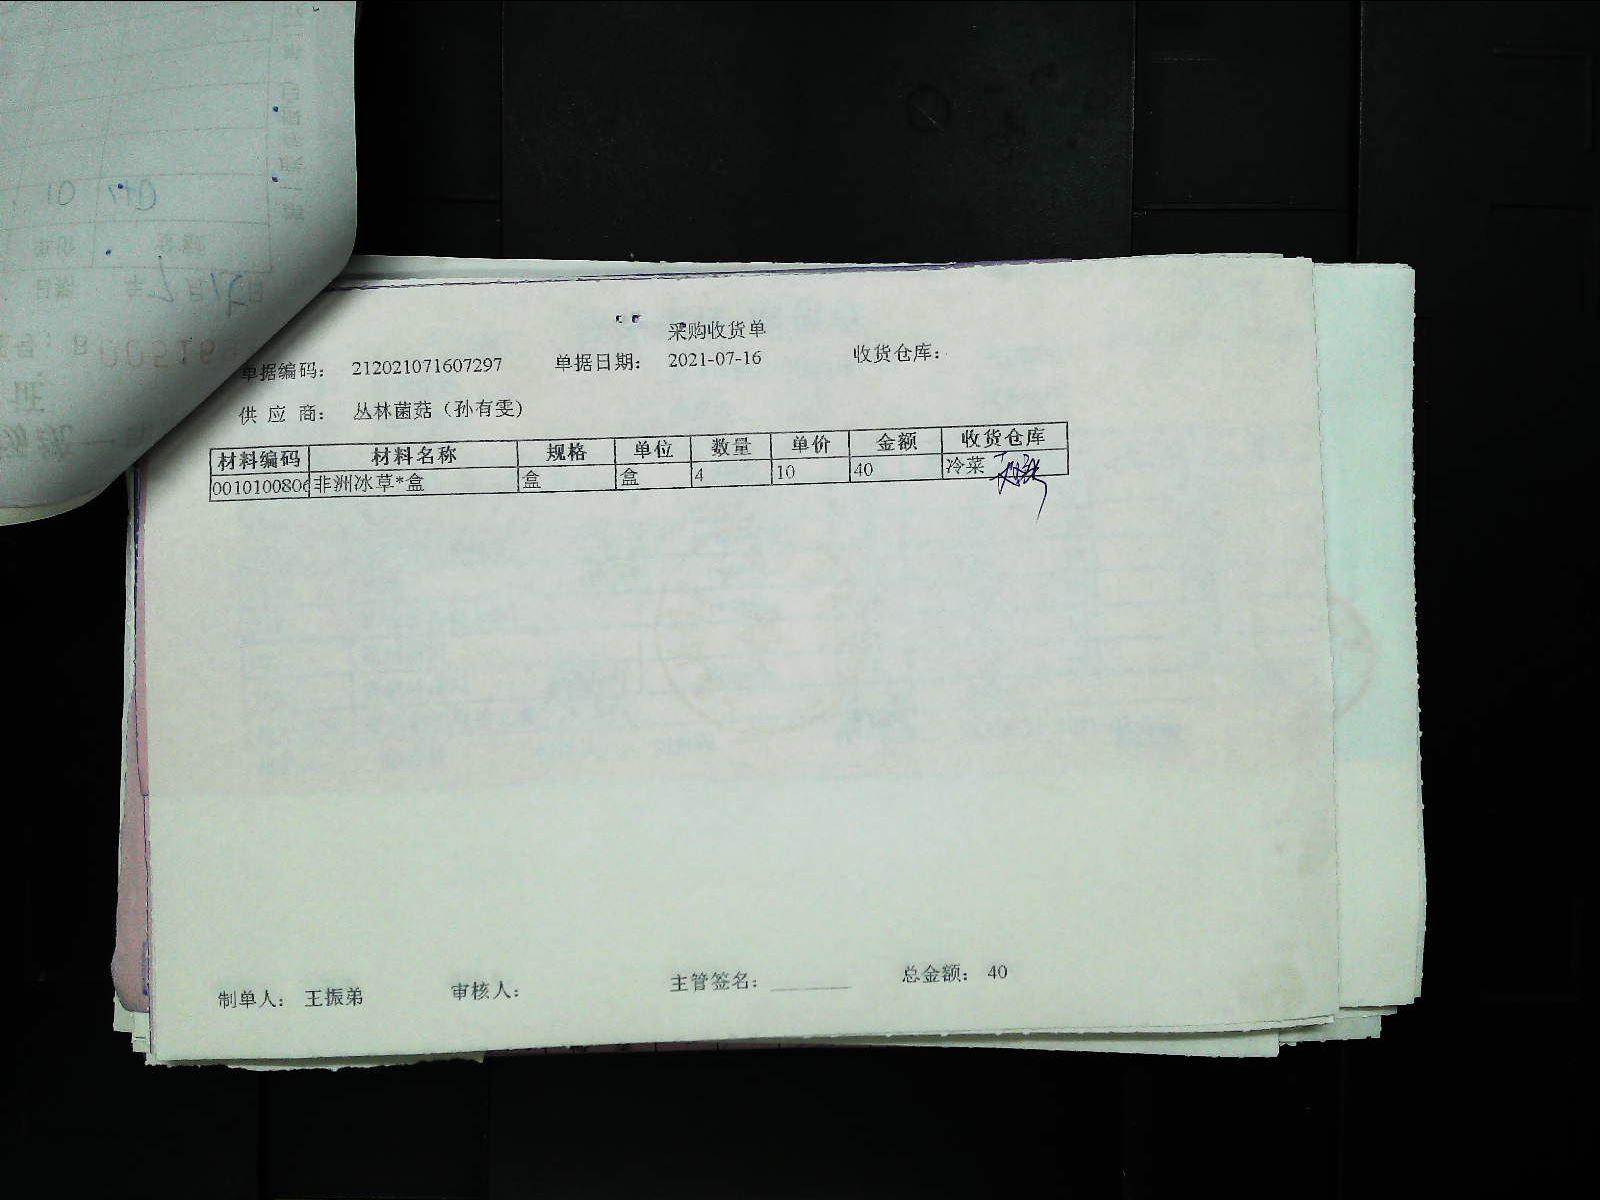 采购收货单
单据编码： 212021071607297 单据日期： 2021-07-16 收货仓库：
供 应 商： 丛林菌菇（孙有雯）
材料编码 材料名称 规格 单位 数量 单价 金额 收货仓库
0010100806 非洲冰草*盒 盒 盒 4 10 40 冷菜
制单人： 王振弟 审核人： 主管签名： 总金额： 40